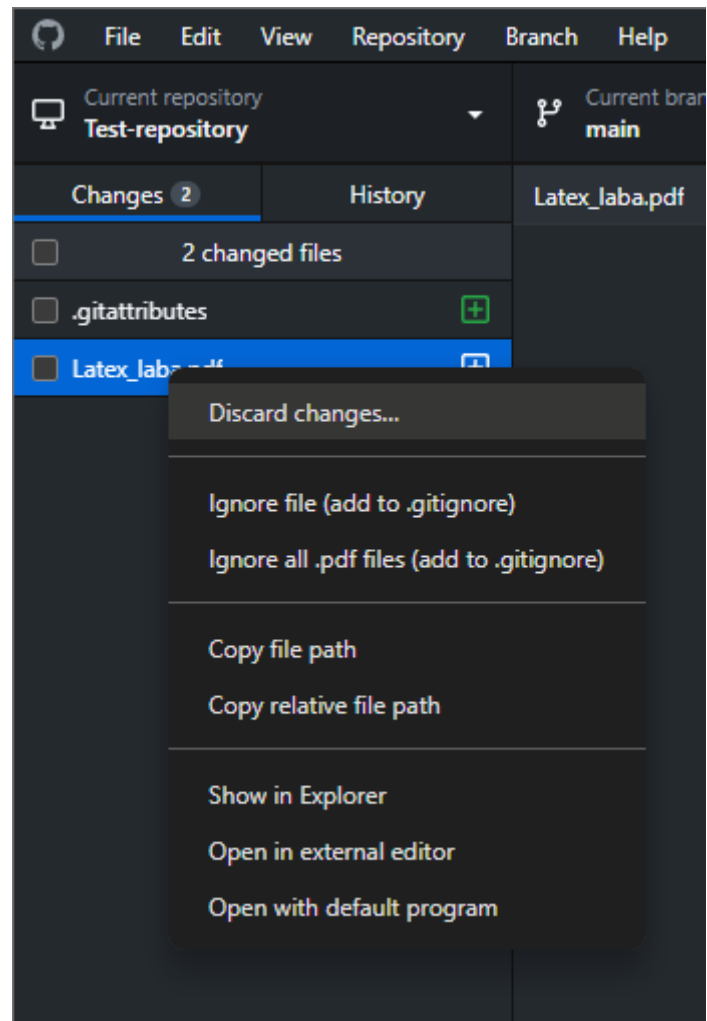 File Edit View Repository Branch Help
Current repository
Test-repository
Current bran
main
Changes 2
History
Latex_laba.pdf
2 changed files
.gitattributes
Latex_laba.pdf
Discard changes...
Ignore file (add to .gitignore)
Ignore all .pdf files (add to .gitignore)
Copy file path
Copy relative file path
Show in Explorer
Open in external editor
Open with default program